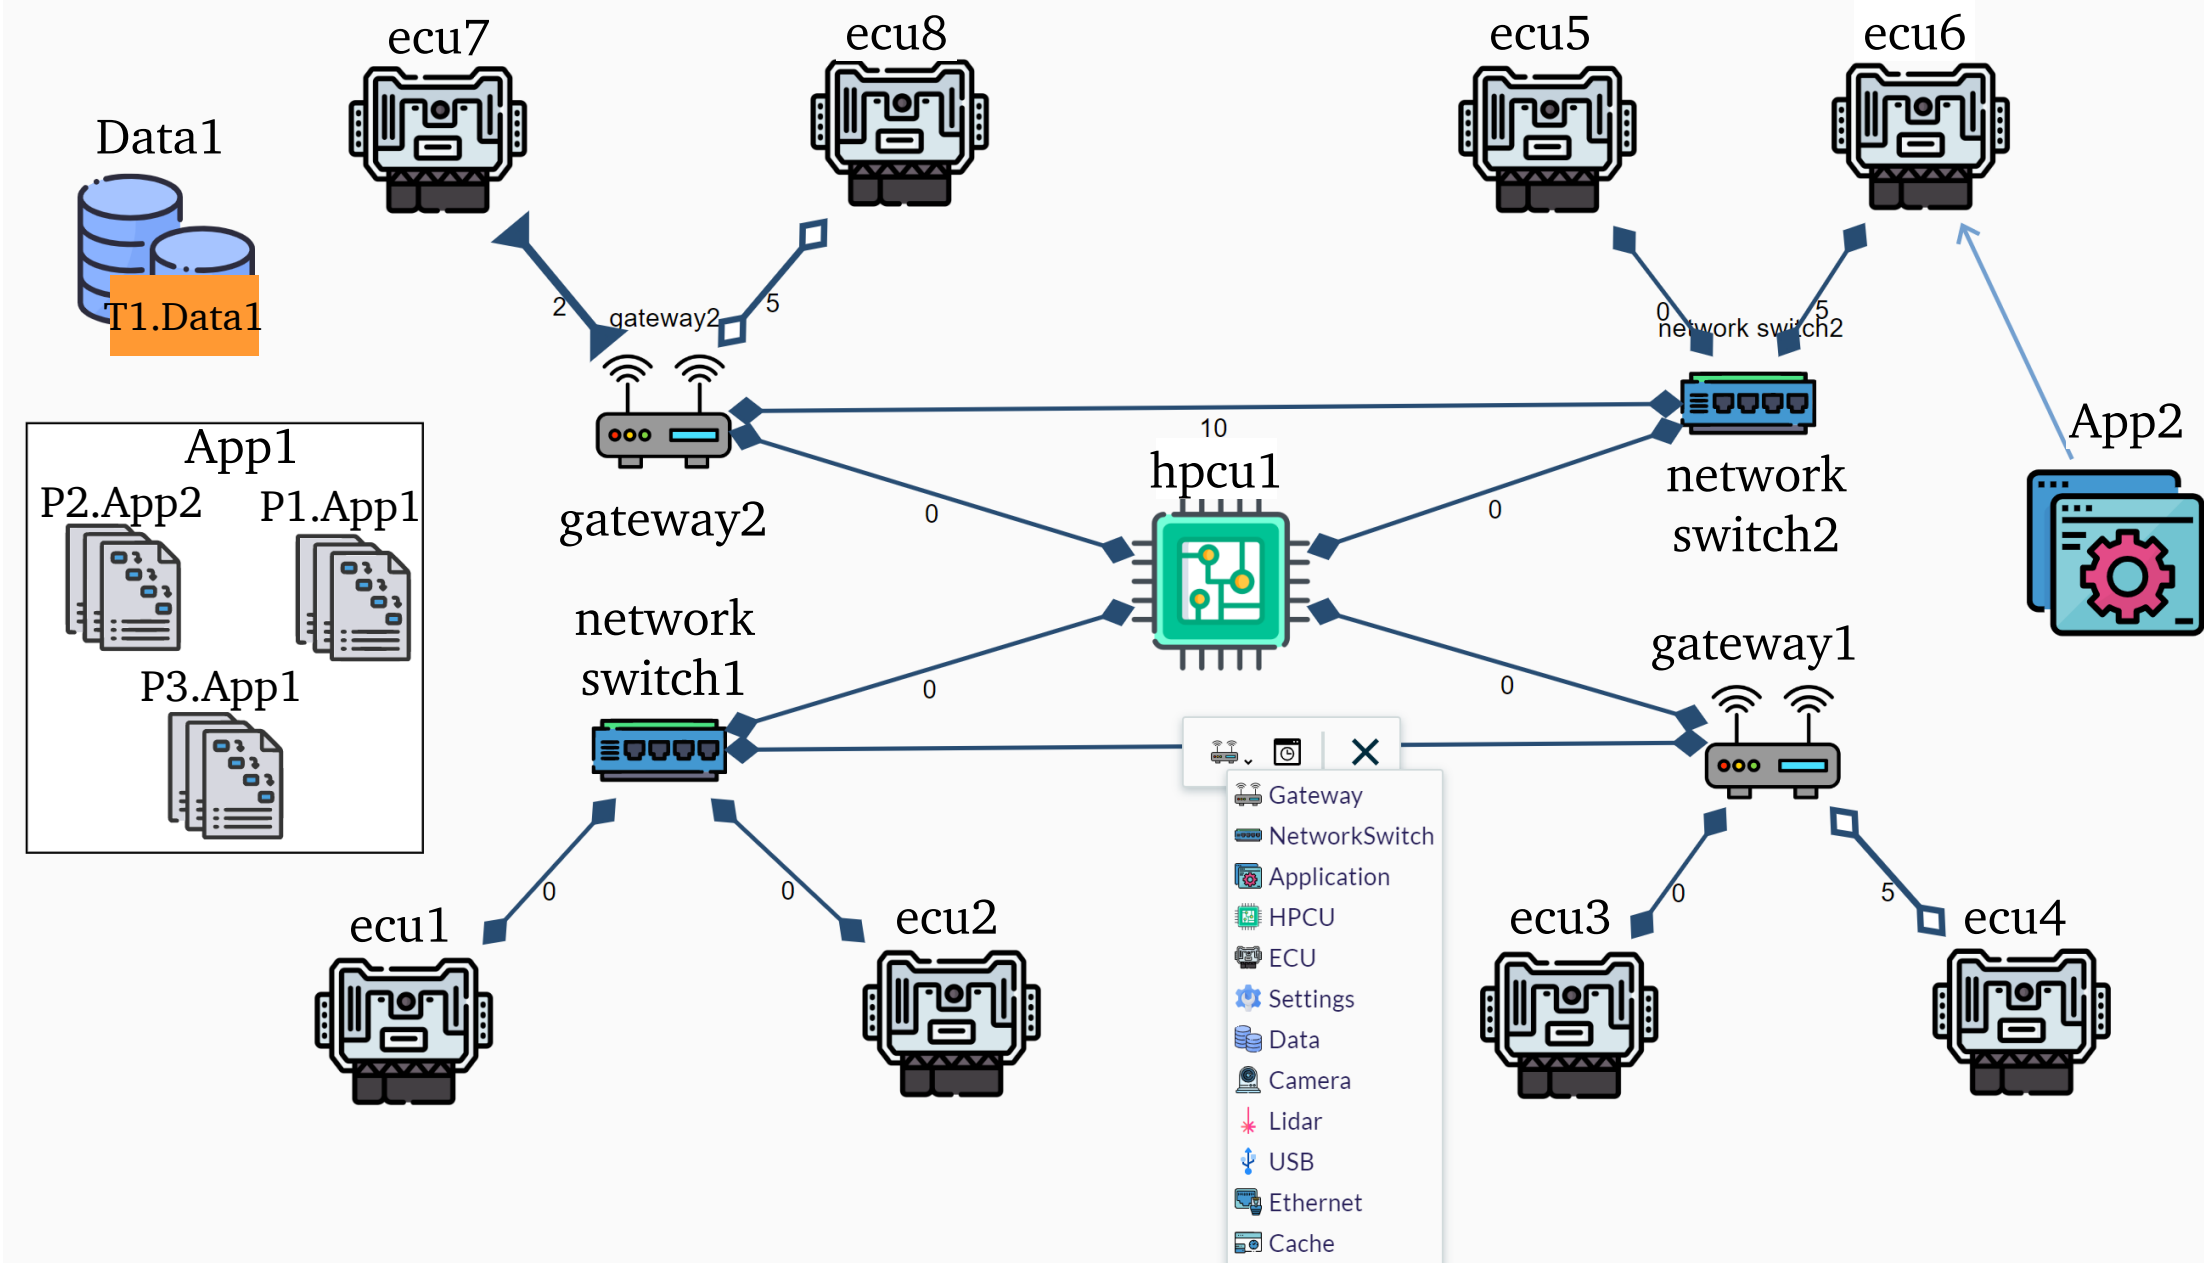 ecu7
ecu8
ecu5
ecu6
Data1
T1.Data1
2
gateway2
5
0
5
network switch2
10
App2
App1
P2.App2
P1.App1
P3.App1
gateway2
0
hpcu1
0
network
switch2
network
switch1
0
0
gateway1
0
0
0
5
ecu1
ecu2
ecu3
ecu4
Gateway
NetworkSwitch
Application
HPCU
ECU
Settings
Data
Camera
Lidar
USB
Ethernet
Cache